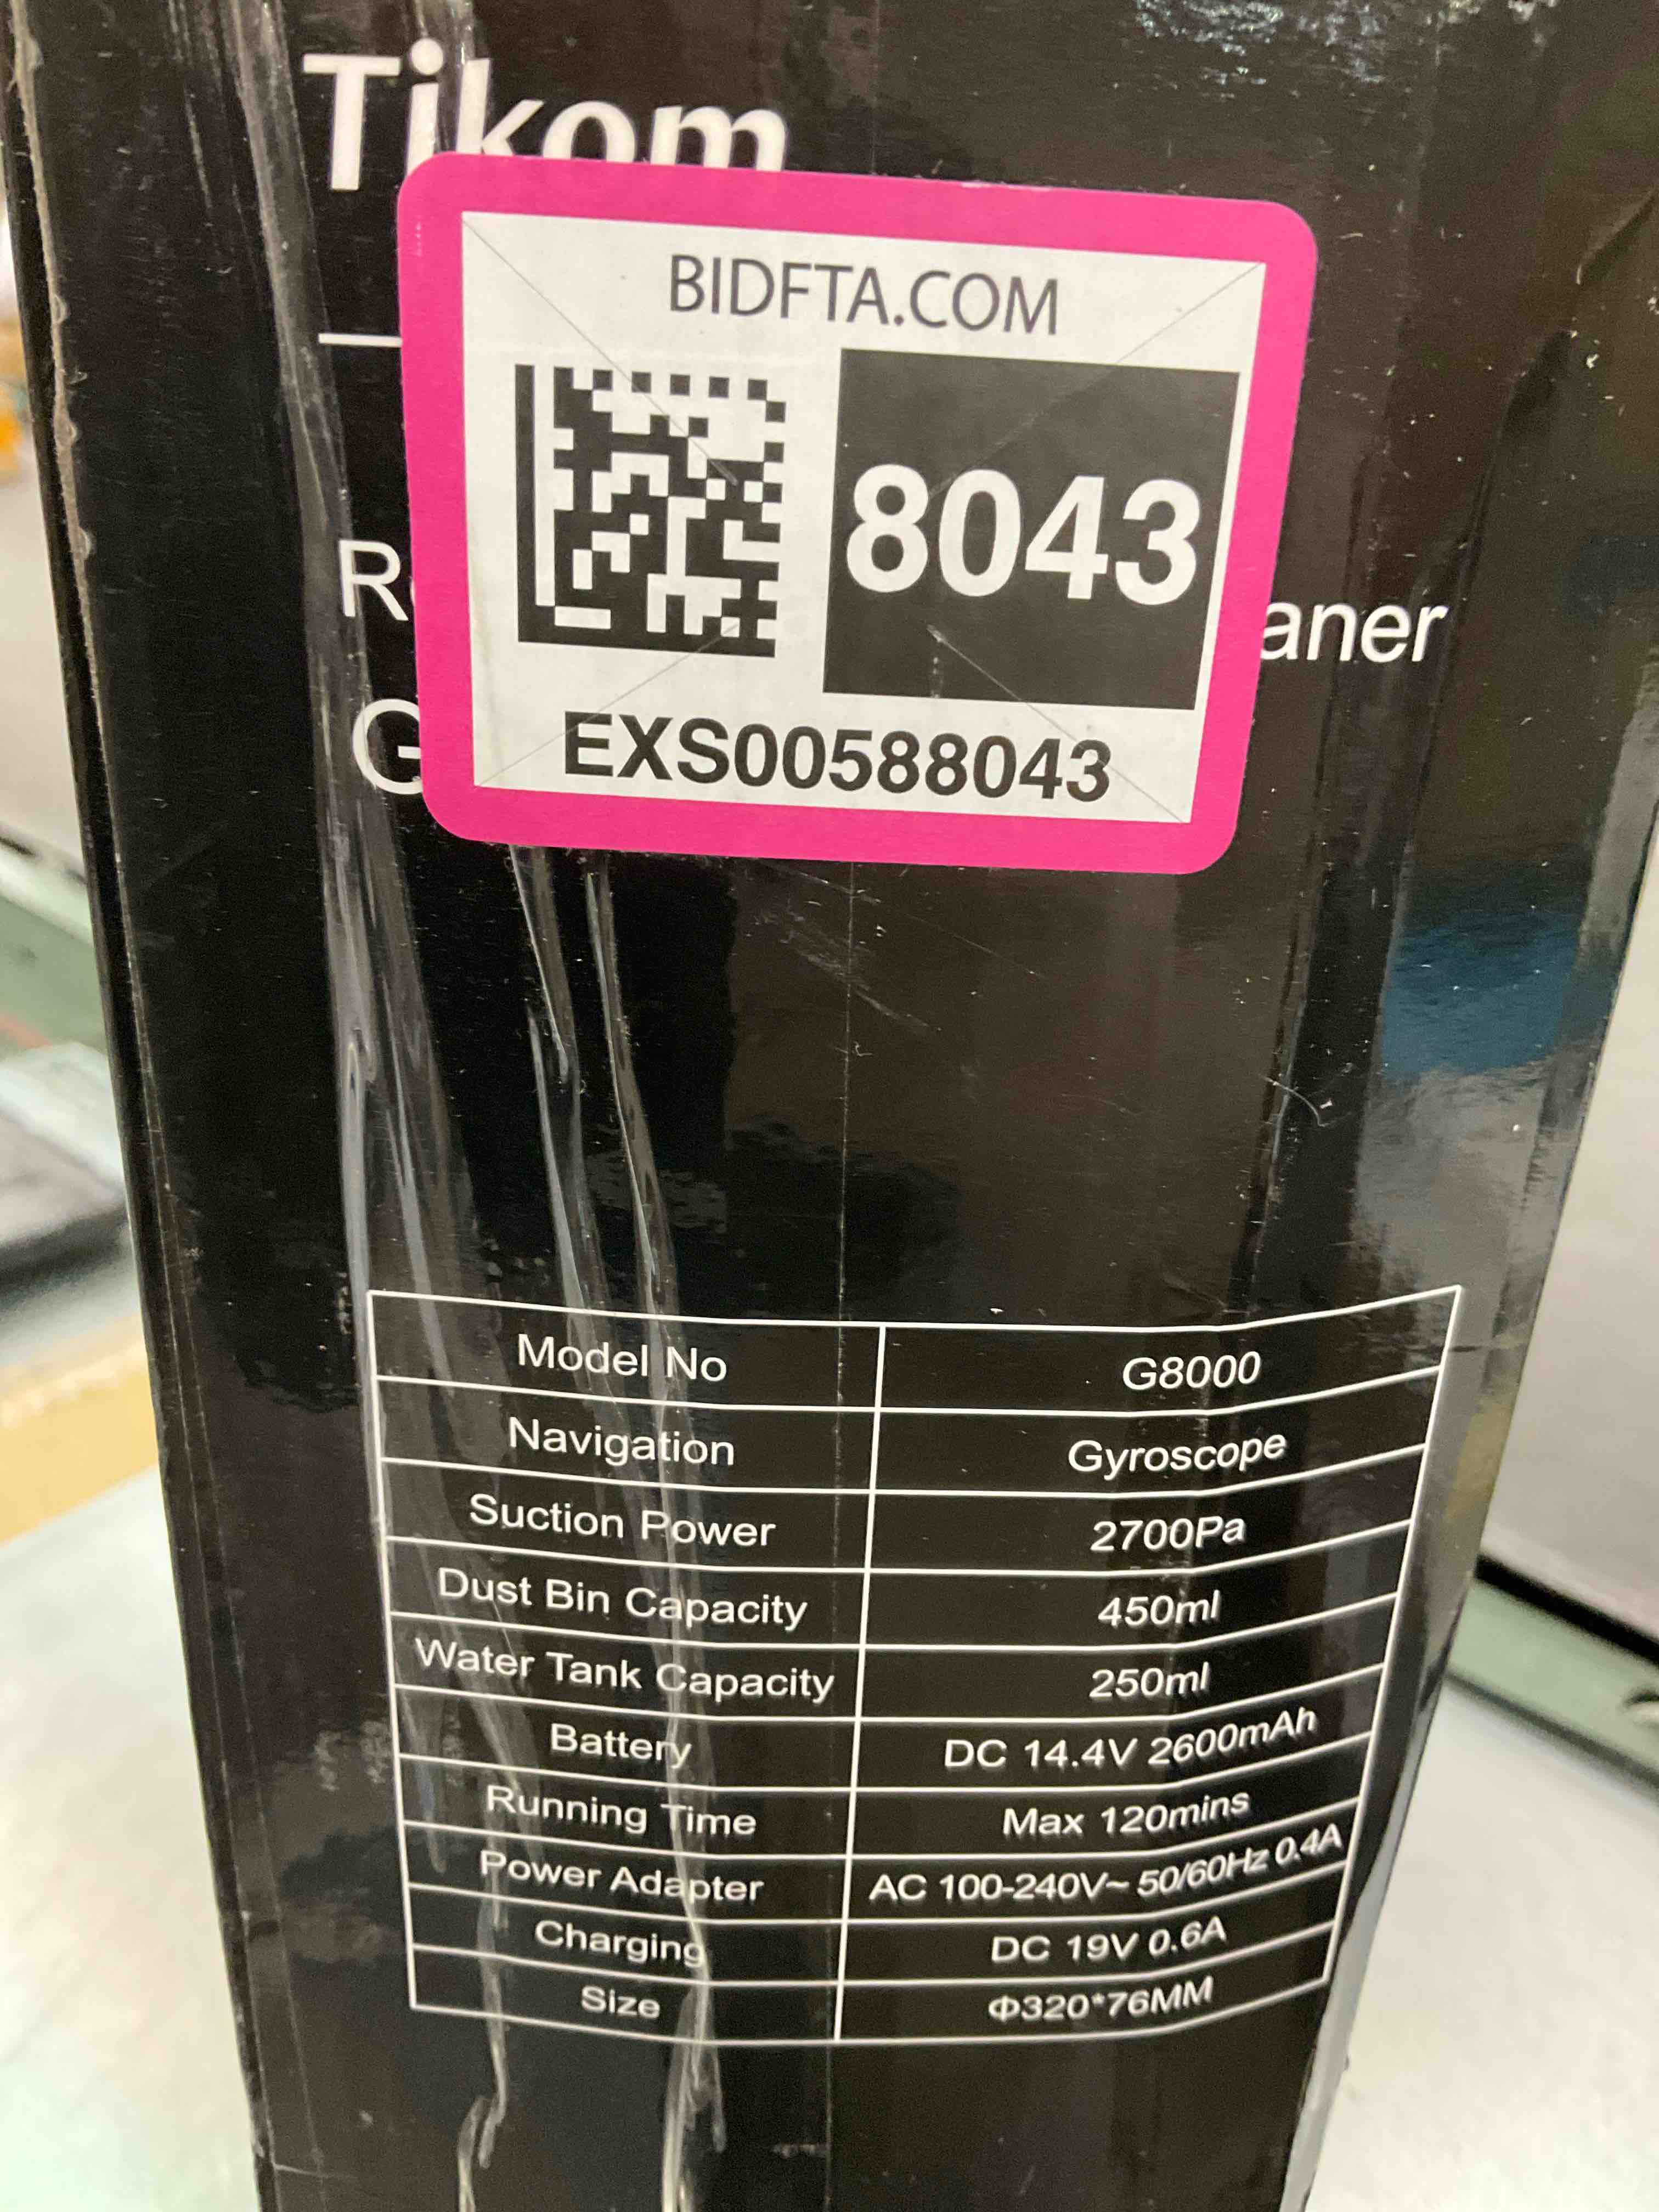 Tikom
BIDFTA.COM
8043
EXS00588043
aner
Model No G8000
Navigation Gyroscope
Suction Power 2700Pa
Dust Bin Capacity 450ml
Water Tank Capacity 250ml
Battery DC 14.4V 2600mAh
Running Time Max 120mins
Power Adapter AC 100-240V~ 50/60Hz 0.4A
Charging DC 19V 0.6A
Size Φ320*76MM